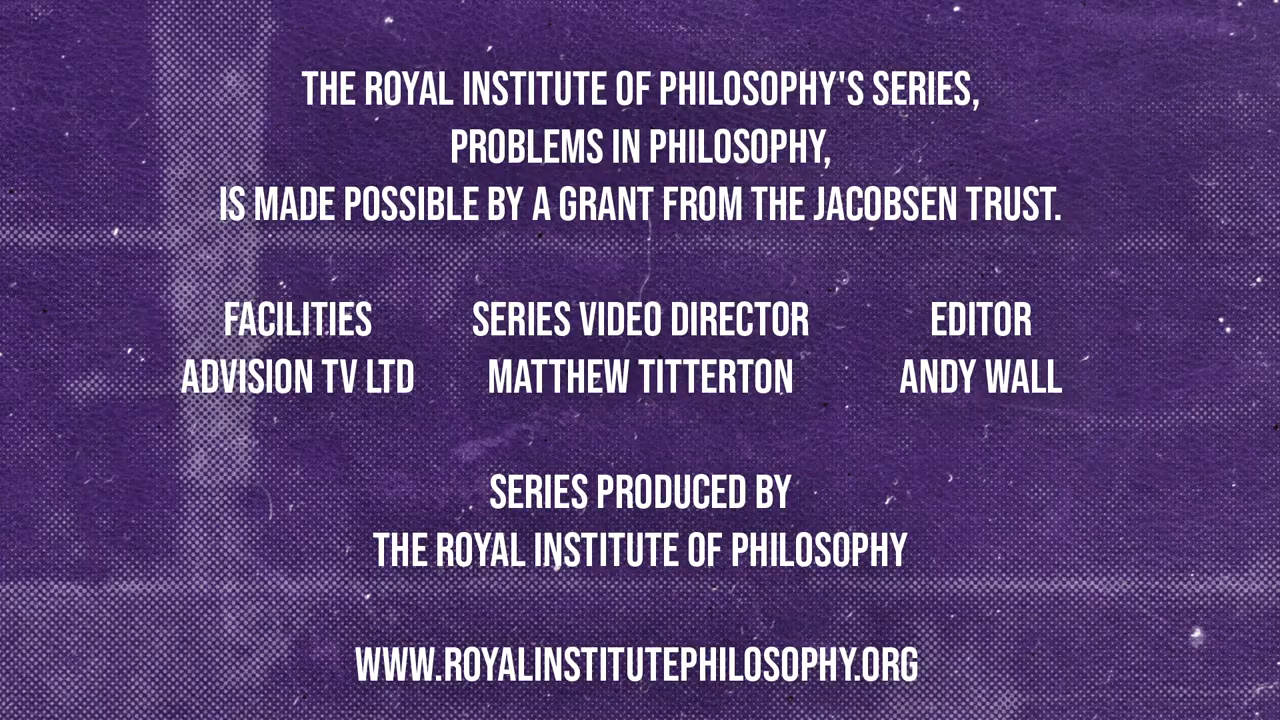 THE ROYAL INSTITUTE OF PHILOSOPHY'S SERIES,
PROBLEMS IN PHILOSOPHY,
IS MADE POSSIBLE BY A GRANT FROM THE JACOBSEN TRUST.
FACILITIES
ADVISION TV LTD
SERIES VIDEO DIRECTOR
MATTHEW TITTERTON
EDITOR
ANDY WALL
SERIES PRODUCED BY
THE ROYAL INSTITUTE OF PHILOSOPHY
WWW.ROYALINSTITUTEPHILOSOPHY.ORG